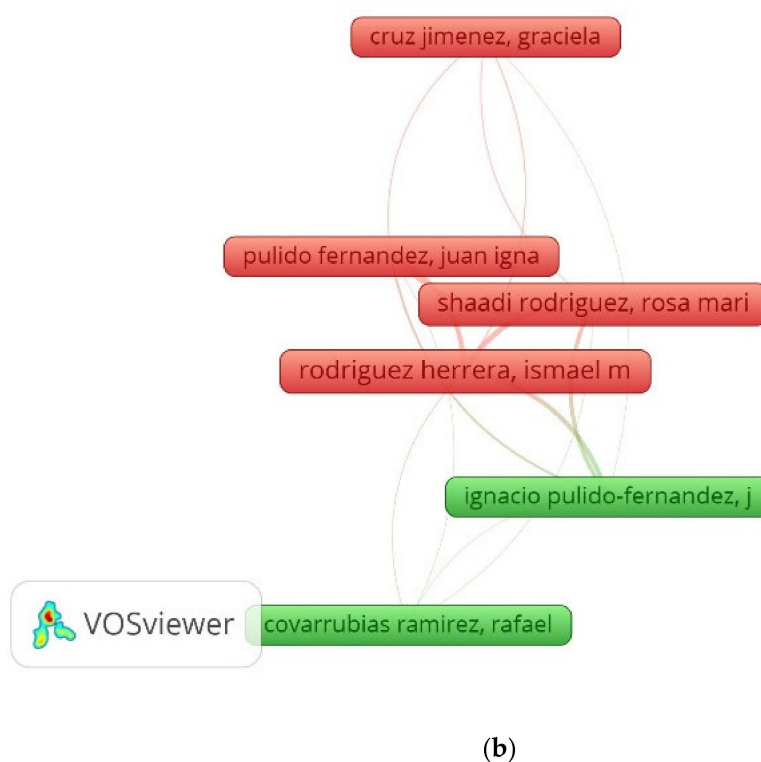 cruz jimenez, graciela
pulido fernandez, juan igna
shaadi rodriguez, rosa mari
rodriguez herrera, ismael m
ignacio pulido-fernandez, j
VOSviewer
covarrubias ramirez, rafael
(b)